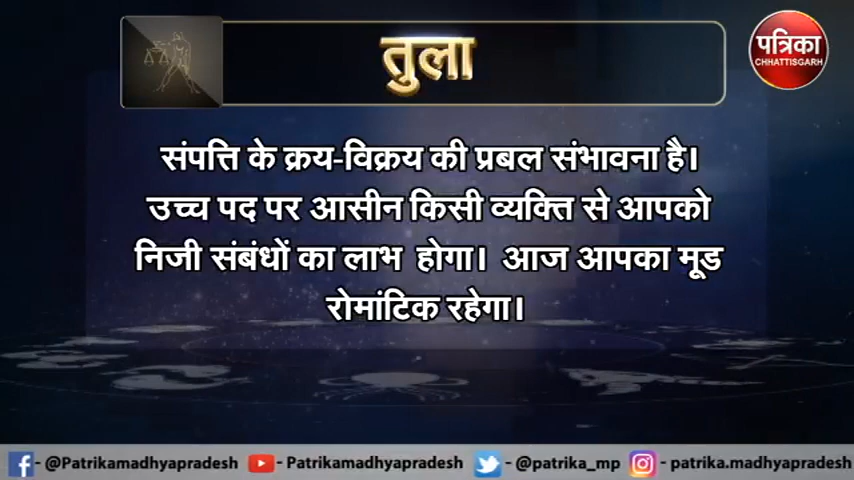 तुला
पत्रिका
CHHATTISGARH
संपत्ति के क्रय-विक्रय की प्रबल संभावना है।
उच्च पद पर आसीन किसी व्यक्ति से आपको
निजी संबंधों का लाभ होगा। आज आपका मूड
रोमांटिक रहेगा।
- @Patrikamadhyapradesh - Patrikamadhyapradesh - @patrika_mp - patrika.madhyapradesh